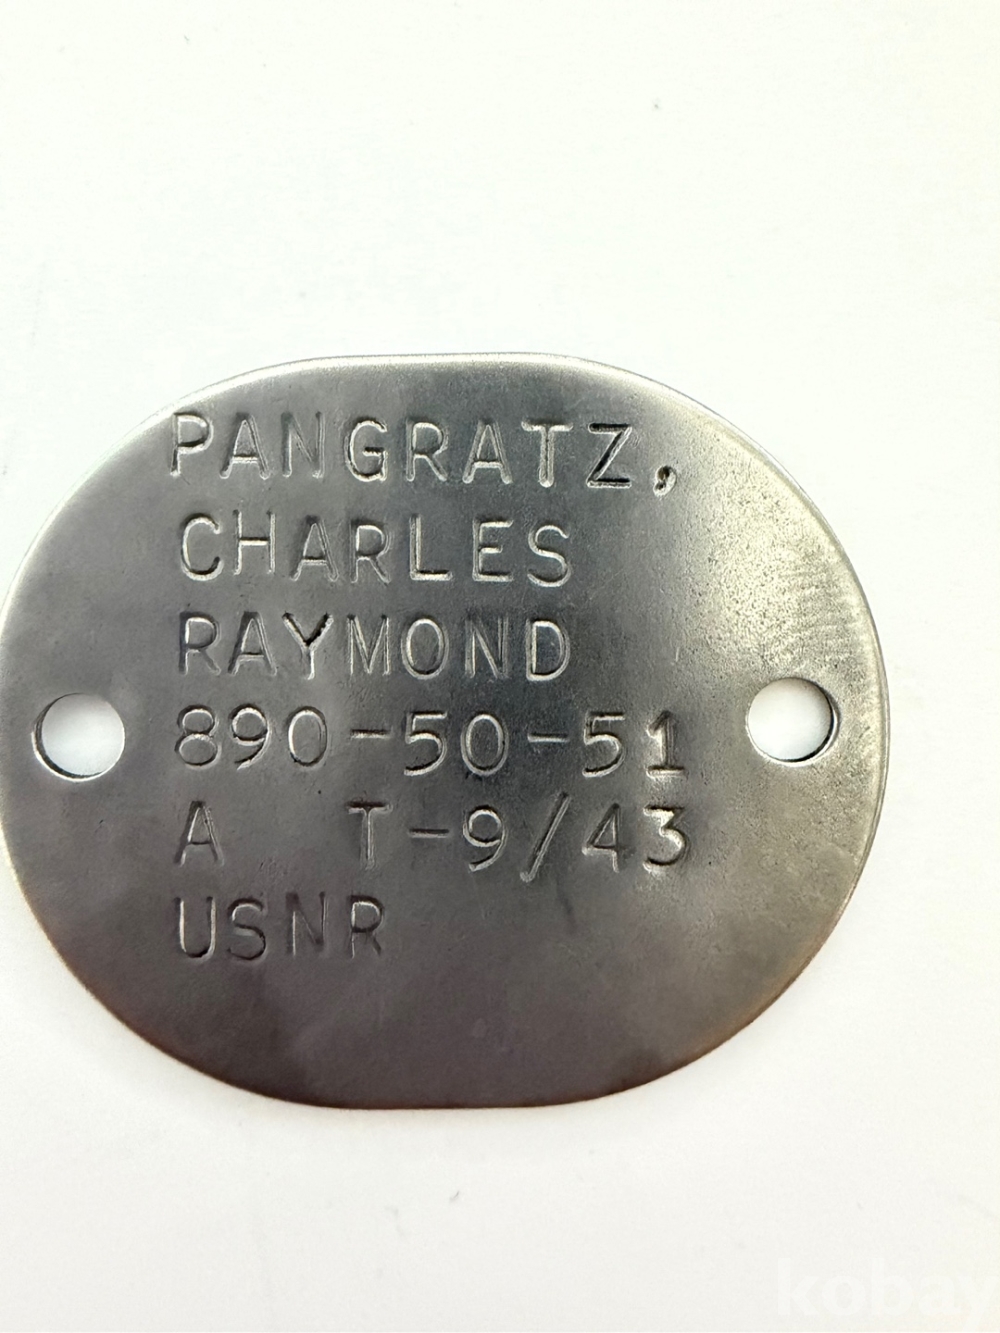 PANGRATZ,
CHARLES
RAYMOND
890-50-51
A T-9/43
USNR
kobay